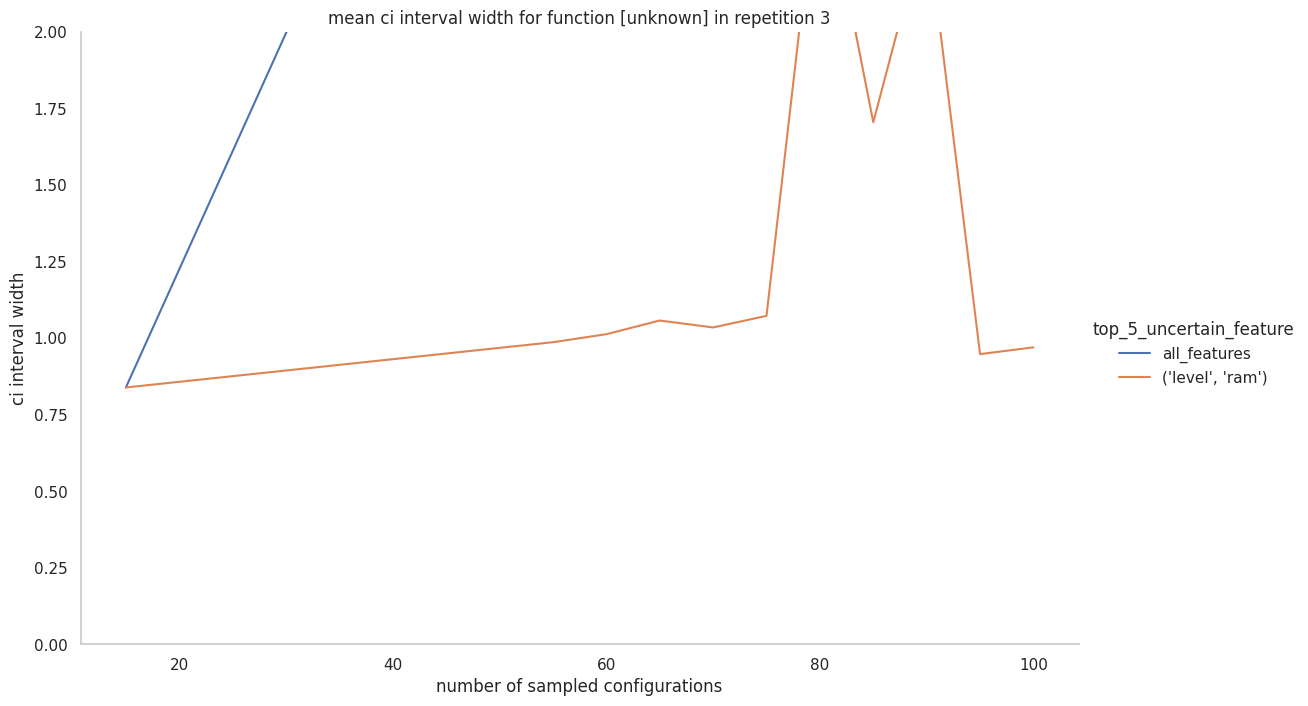 mean ci interval width for function [unknown] in repetition 3
2.00
1.75
1.50
1.25
1.00
0.75
0.50
0.25
0.00
ci interval width
20 40 60 80 100
number of sampled configurations
top_5_uncertain_feature
all_features
('level', 'ram')